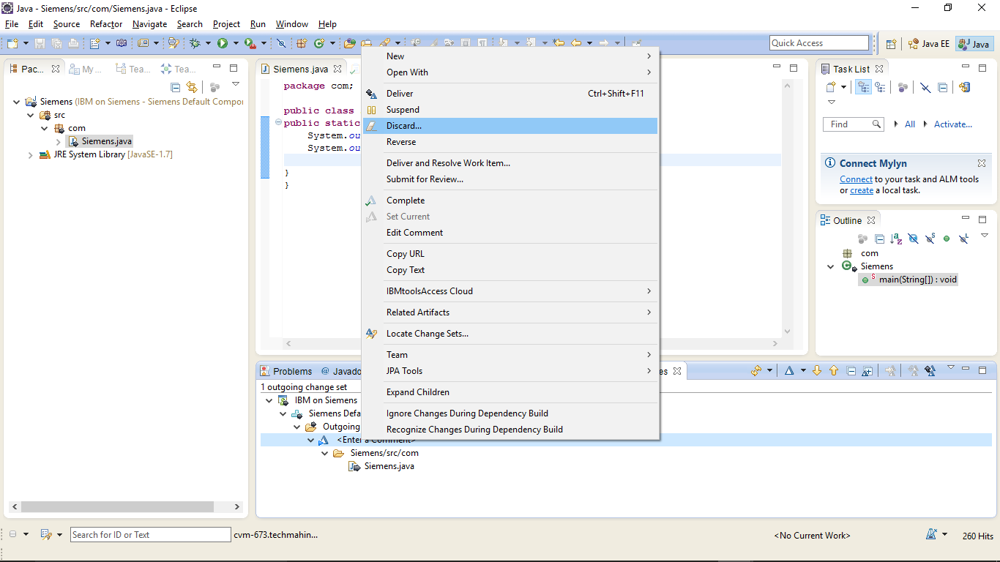 Java - Siemens/src/com/Siemens.java - Eclipse
File Edit Source Refactor Navigate Search Project Run Window Help
Quick Access
Java EE
Java
Pac...
My ...
Tea...
Tea...
Siemens (IBM on Siemens - Siemens Default Compor
src
com
Siemens.java
JRE System Library [JavaSE-1.7]
Siemens.java
package com;
public class
public static
System.ou
System.ou
}
}
New
Open With
Deliver Ctrl+Shift+F11
Suspend
Discard...
Reverse
Deliver and Resolve Work Item...
Submit for Review...
Complete
Set Current
Edit Comment
Copy URL
Copy Text
IBMtoolsAccess Cloud
Related Artifacts
Locate Change Sets...
Team
JPA Tools
Expand Children
Ignore Changes During Dependency Build
Recognize Changes During Dependency Build
Task List
Find All Activate...
Connect Mylyn
Connect to your task and ALM tools
or create a local task.
Outline
com
Siemens
S main(String[]) : void
Problems @ Javado es
1 outgoing change set
IBM on Siemens
Siemens Defa
Outgoing
<Enter a Comment>
Siemens/src/com
Siemens.java
Search for ID or Text cvm-673.techmahin... <No Current Work> 260 Hits